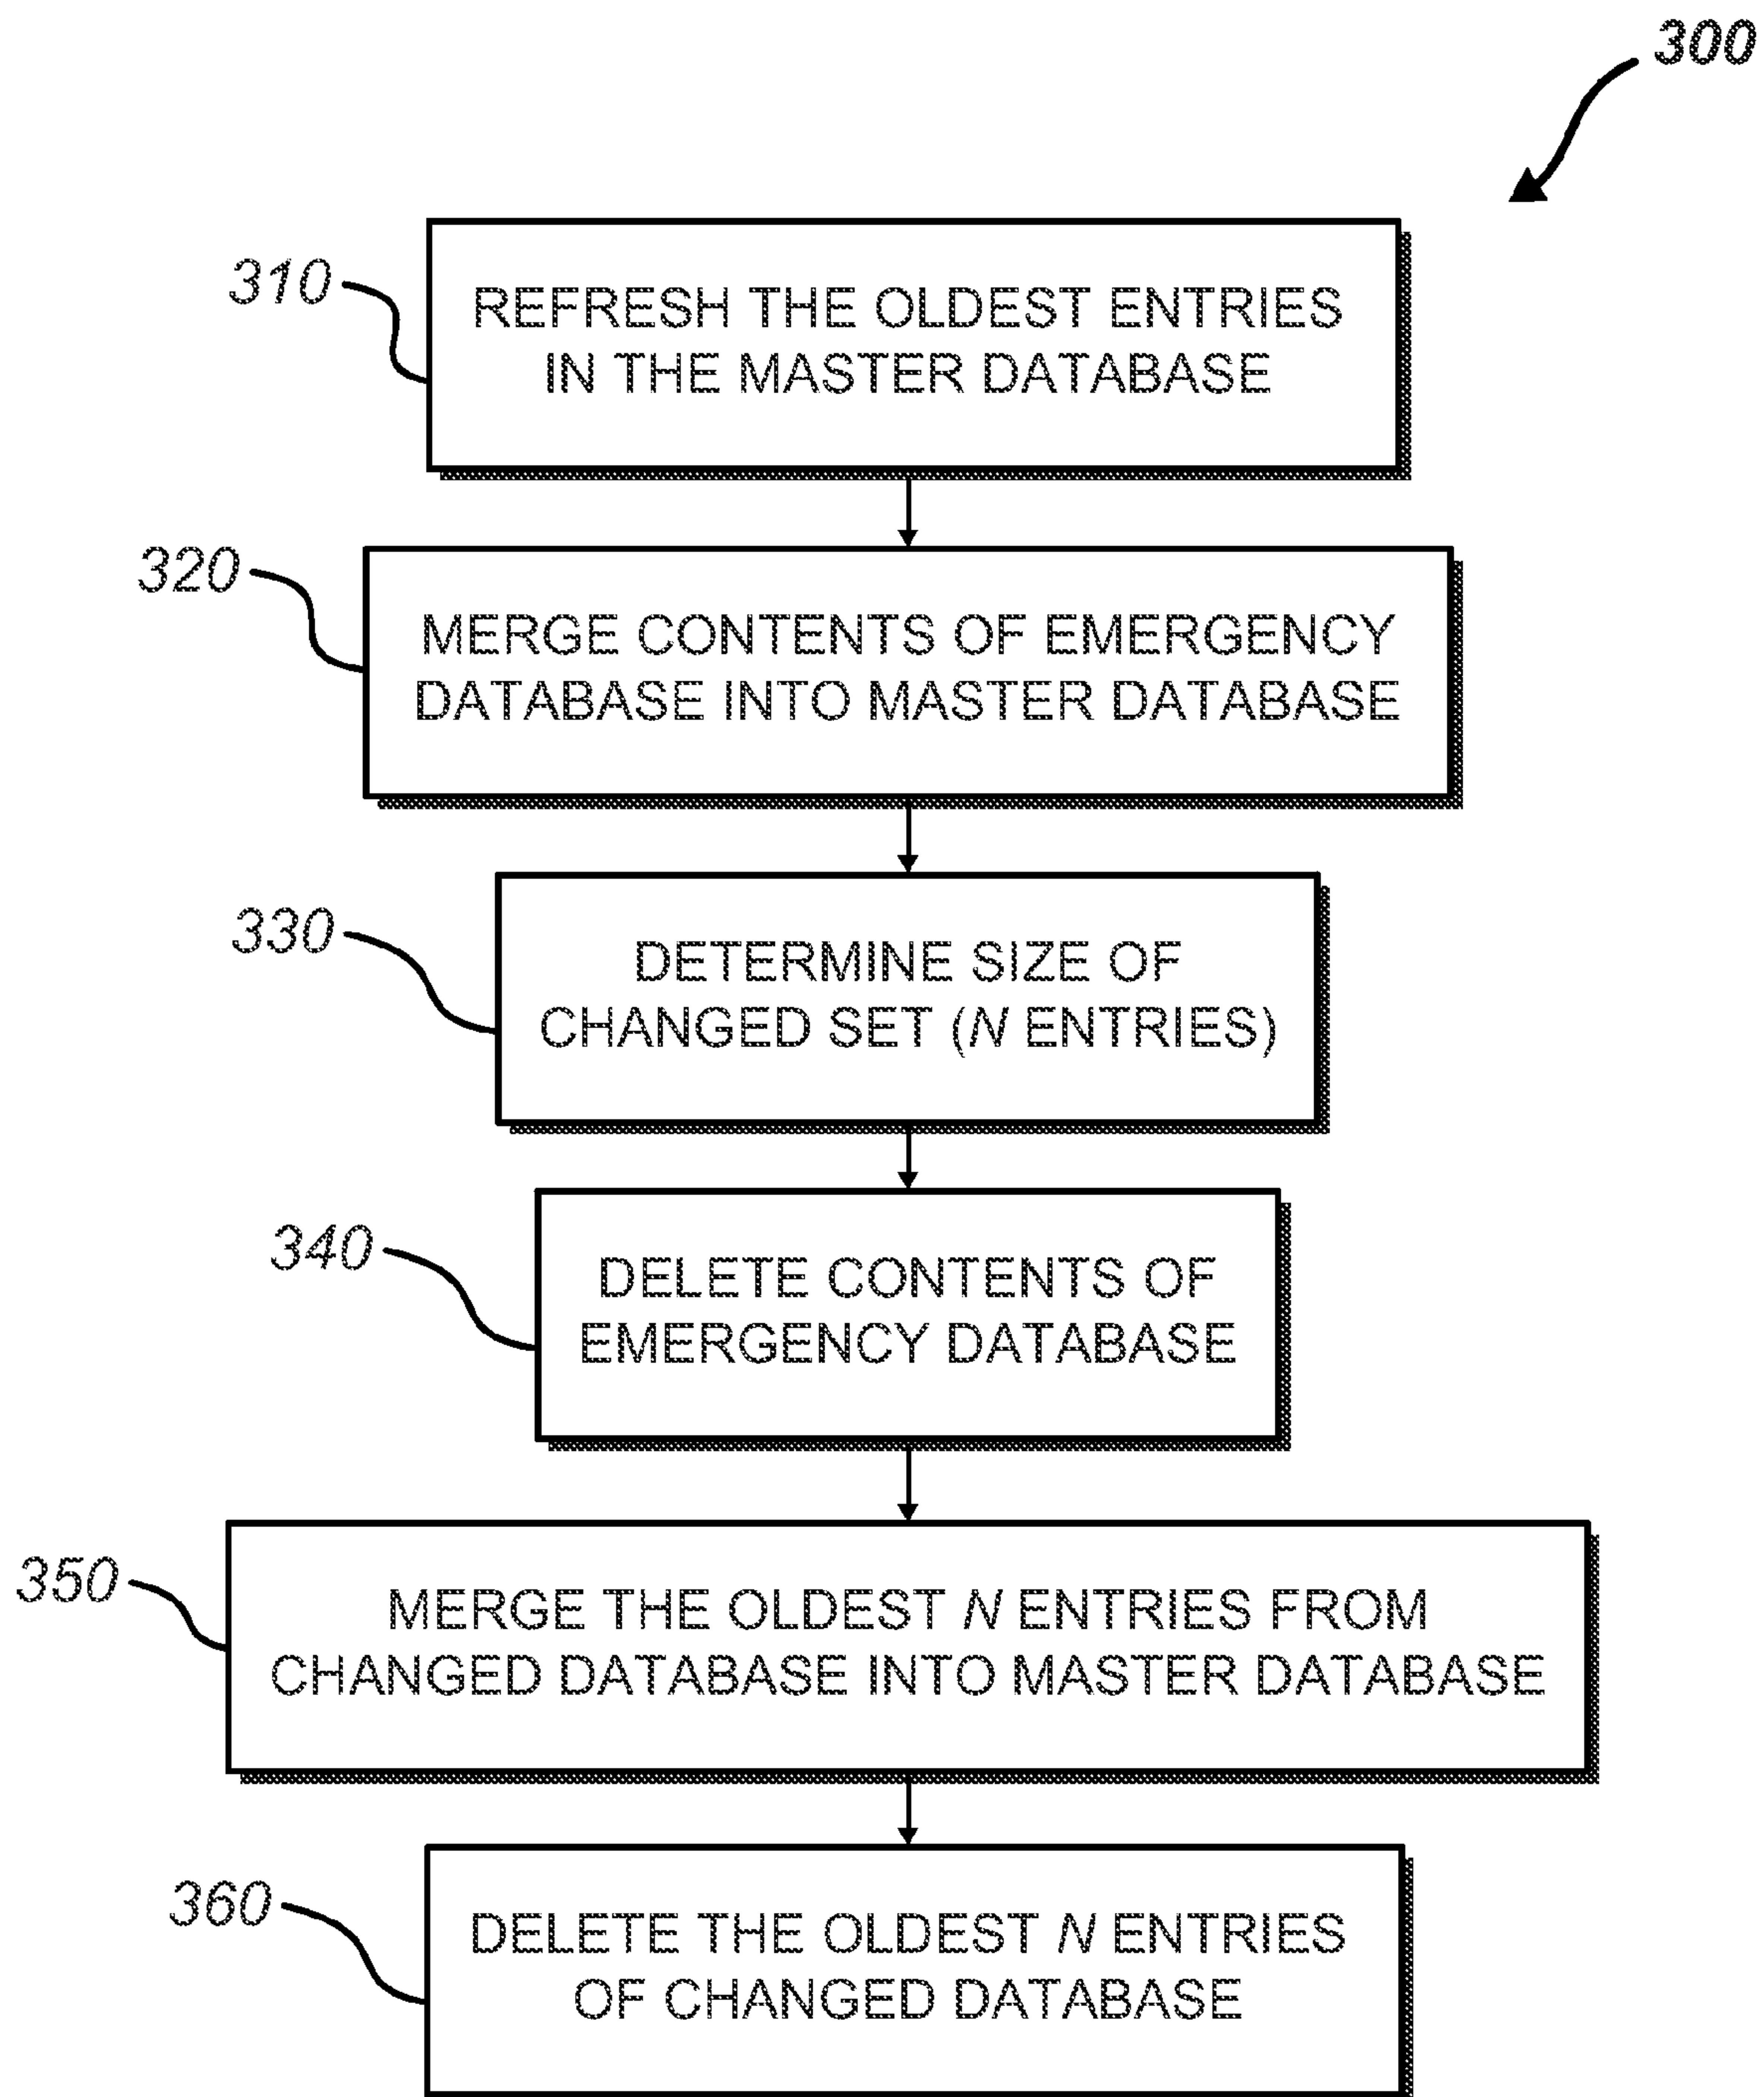 300
310
REFRESH THE OLDEST ENTRIES
IN THE MASTER DATABASE
320
MERGE CONTENTS OF EMERGENCY
DATABASE INTO MASTER DATABASE
330
DETERMINE SIZE OF
CHANGED SET (N ENTRIES)
340
DELETE CONTENTS OF
EMERGENCY DATABASE
350
MERGE THE OLDEST N ENTRIES FROM
CHANGED DATABASE INTO MASTER DATABASE
360
DELETE THE OLDEST N ENTRIES
OF CHANGED DATABASE